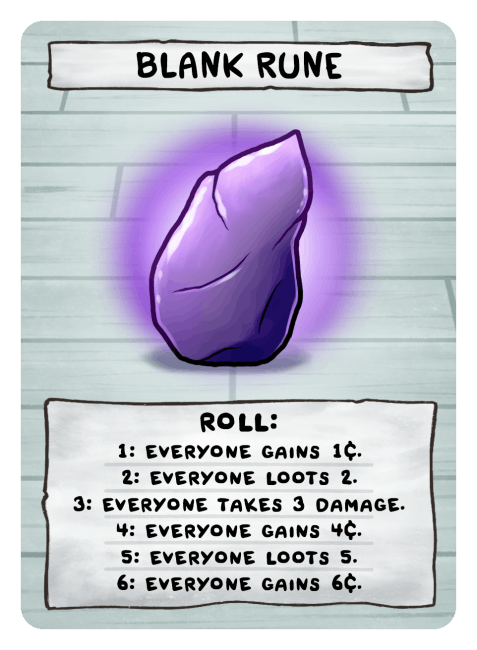 BLANK RUNE
ROLL:
1: EVERYONE GAINS 1¢.
2: EVERYONE LOOTS 2.
3: EVERYONE TAKES 3 DAMAGE.
4: EVERYONE GAINS 4¢.
5: EVERYONE LOOTS 5.
6: EVERYONE GAINS 6¢.